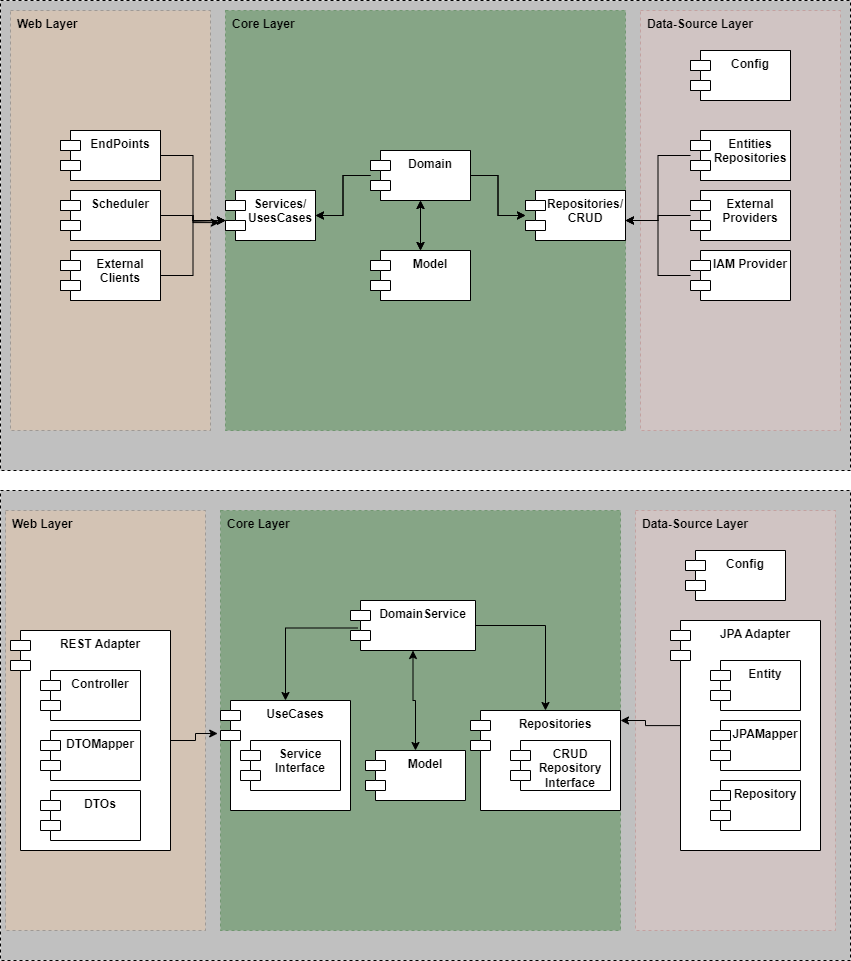 Web Layer
Core Layer
Data-Source Layer
Config
EndPoints
Scheduler
External
Clients
Services/
UsesCases
Domain
Model
Repositories/
CRUD
Entities
Repositories
External
Providers
IAM Provider
Web Layer
Core Layer
Data-Source Layer
Config
REST Adapter
Controller
DTOMapper
DTOs
DomainService
UseCases
Service
Interface
Model
Repositories
CRUD
Repository
Interface
JPA Adapter
Entity
JPAMapper
Repository